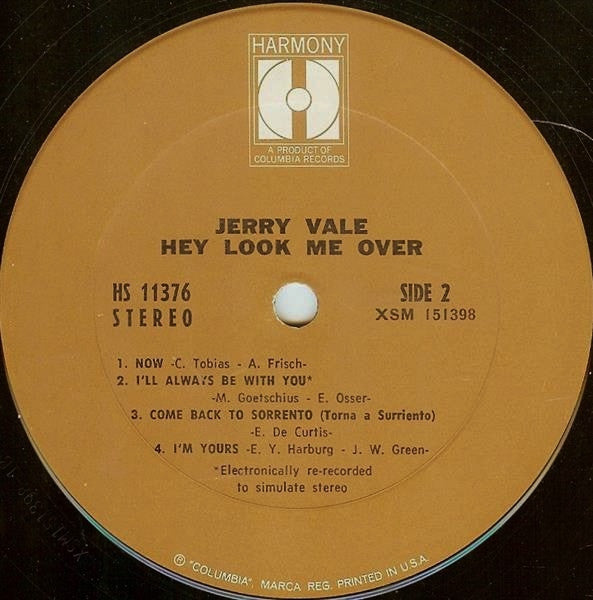 HARMONY
A PRODUCT OF
COLUMBIA RECORDS
JERRY VALE
HEY LOOK ME OVER
HS 11376
STEREO
SIDE 2
XSM 151398
1. NOW -C. Tobias - A. Frisch-
2. I'LL ALWAYS BE WITH YOU*
-M. Goetschius - E. Osser-
3. COME BACK TO SORRENTO (Torna a Surriento)
-E. De Curtis-
4. I'M YOURS -E. Y. Harburg - J. W. Green-
*Electronically re-recorded
to simulate stereo
® "COLUMBIA", MARCA REG. PRINTED IN U.S.A.